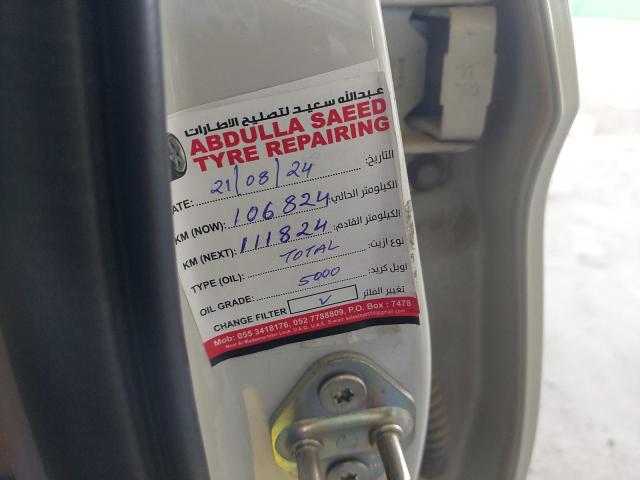 عبدالله سعيد لتصليح الاطارات
ABDULLA SAEED
TYRE REPAIRING
DATE: 21/08/24 التاريخ:
KM (NOW): 106824 الكيلومتر الحالي:
KM (NEXT): 111824 الكيلومتر القادم:
TYPE (OIL): TOTAL نوع ازيت:
OIL GRADE: 5000 اويل كريد:
CHANGE FILTER ✓ تغيير الفلتر
Mob: 055 3418176, 052 7788809, P.O. Box : 7478